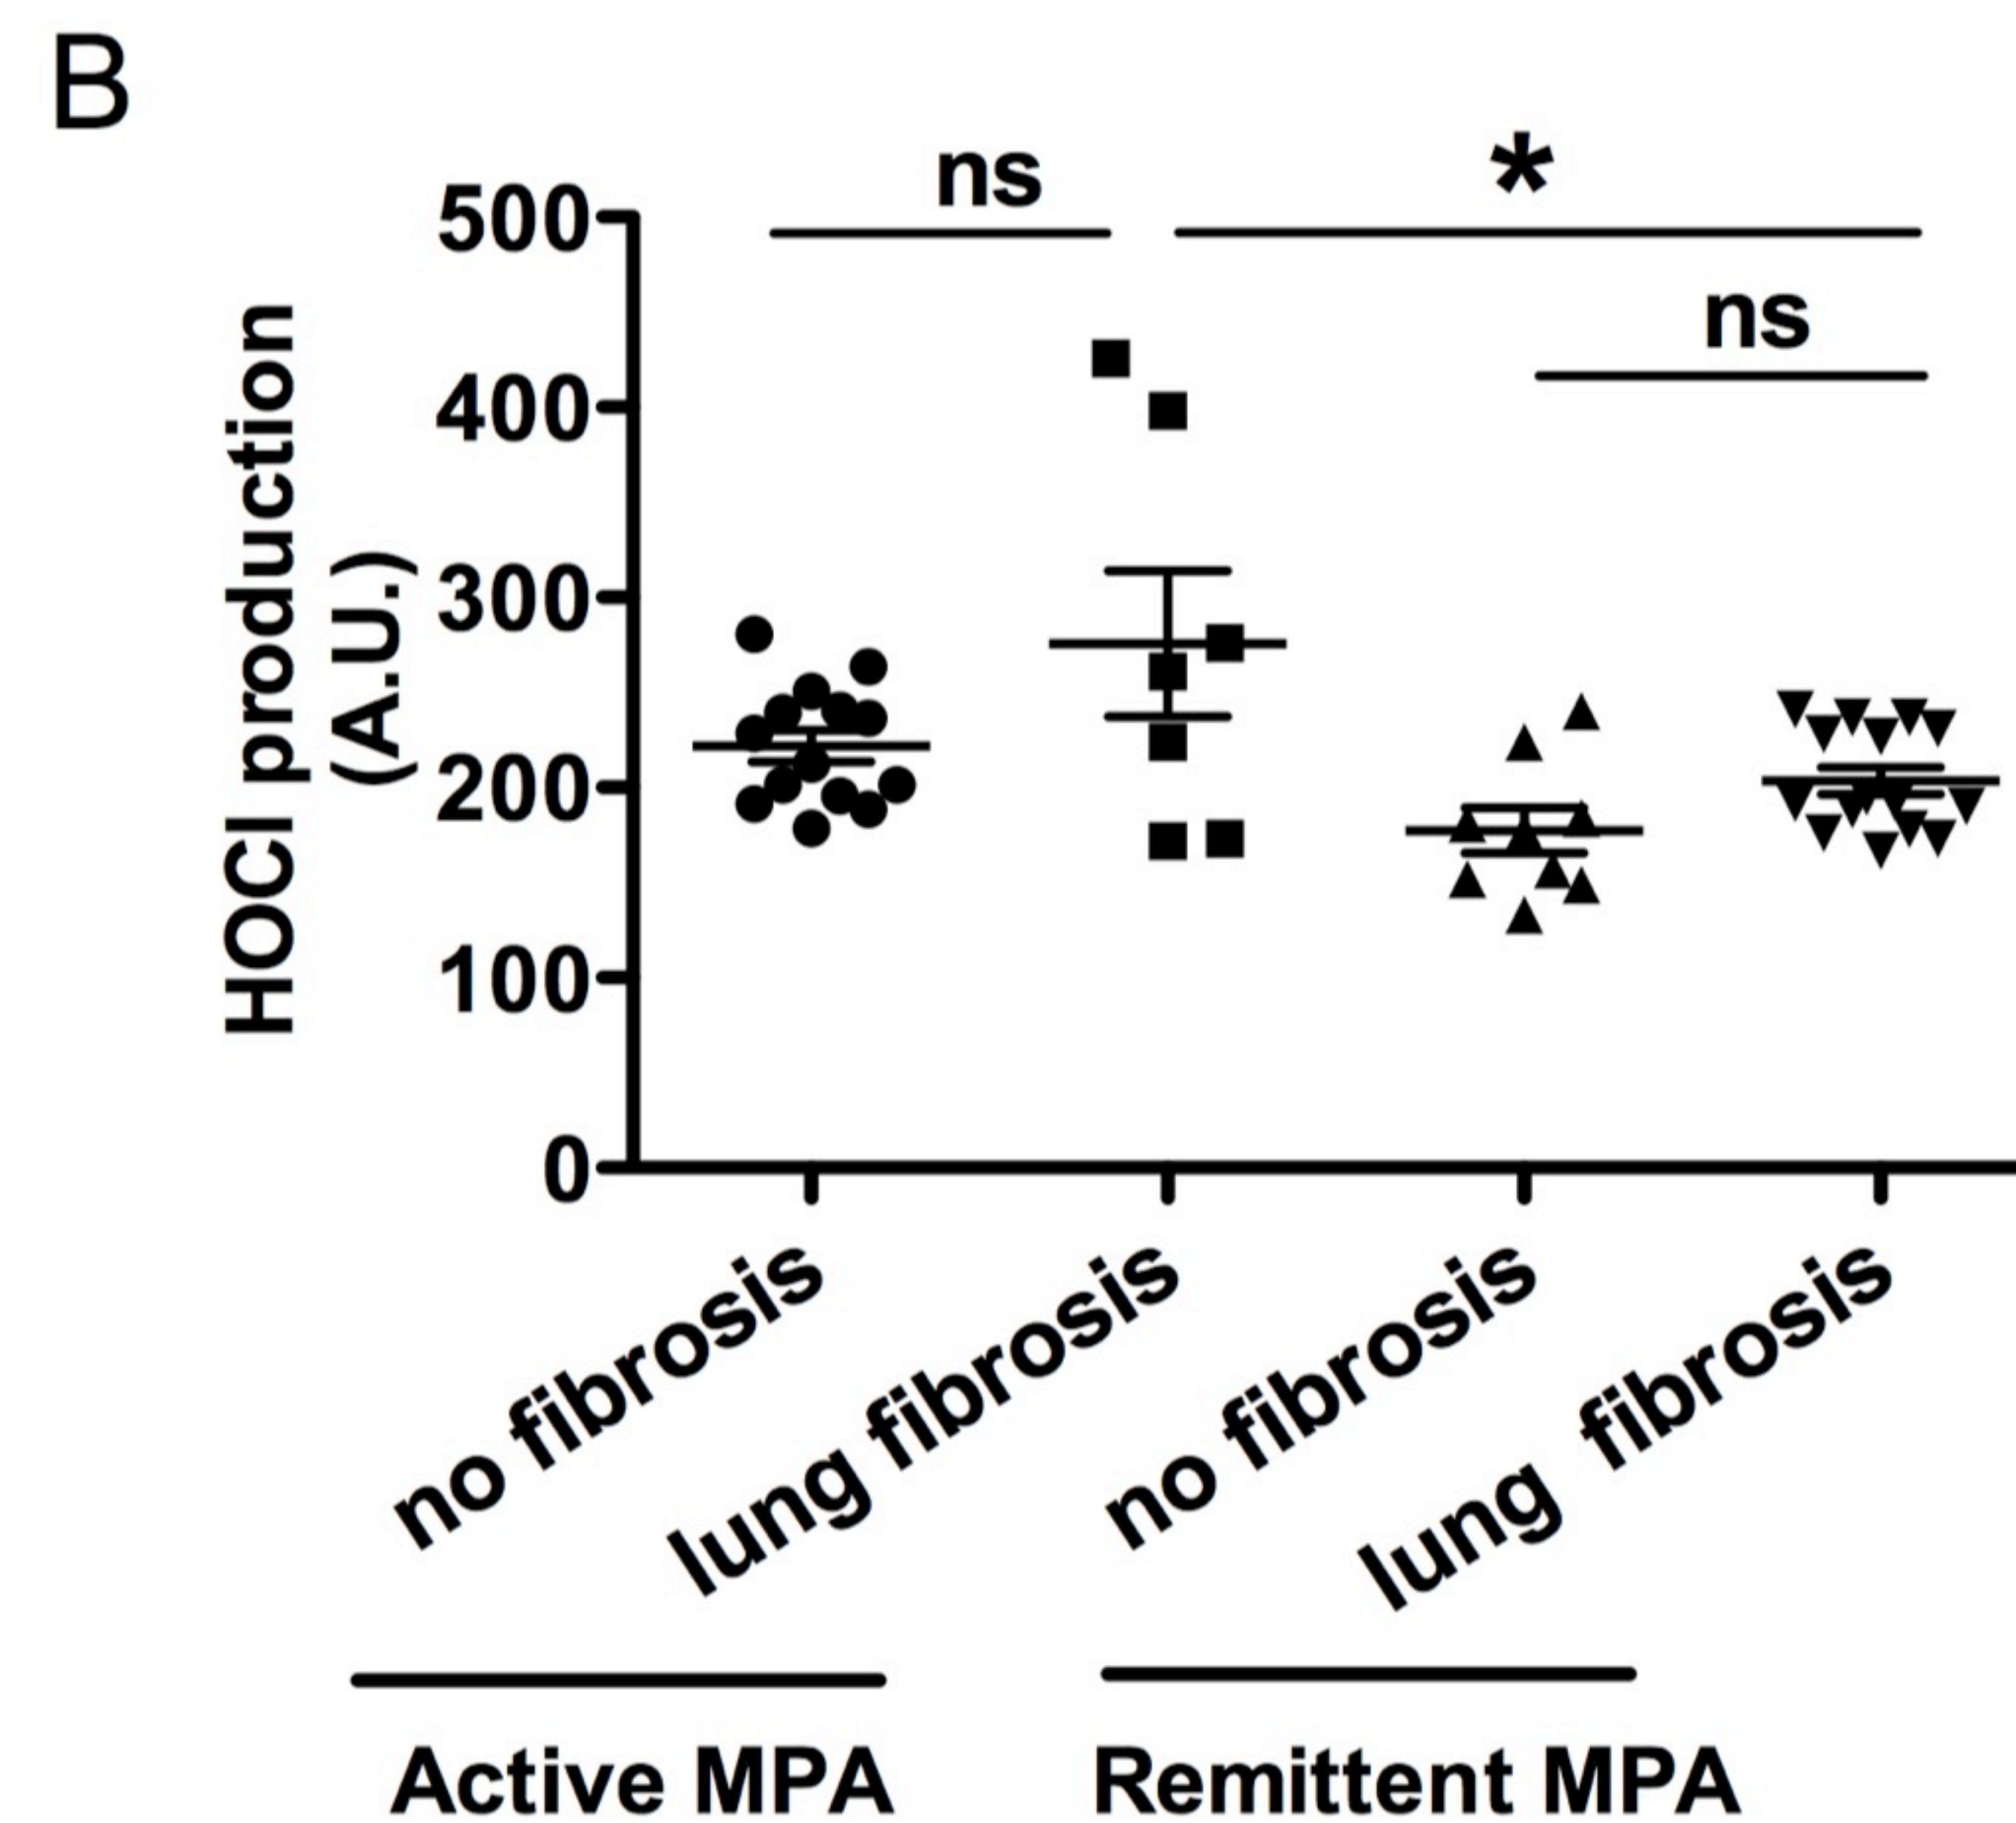 B
ns
*
ns
500
400
300
200
100
0
HOCl production
(A.U.)
no fibrosis
lung fibrosis
no fibrosis
lung fibrosis
Active MPA
Remittent MPA